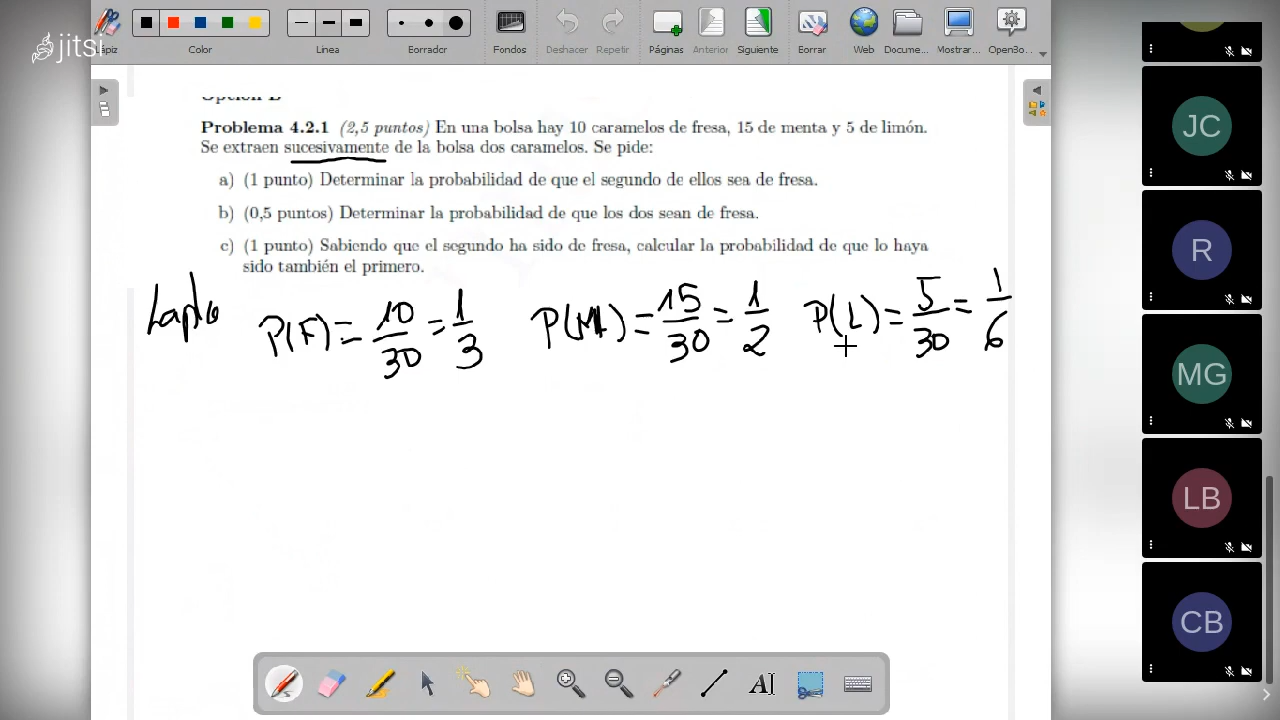 jitsi
Lápiz
Color
Línea
Borrador
Fondos
Deshacer
Repetir
Páginas
Anterior
Siguiente
Borrar
Web
Docume...
Mostrar...
Open3o...
Problema 4.2.1 (2,5 puntos) En una bolsa hay 10 caramelos de fresa, 15 de menta y 5 de limón.
Se extraen sucesivamente de la bolsa dos caramelos. Se pide:
a) (1 punto) Determinar la probabilidad de que el segundo de ellos sea de fresa.
b) (0,5 puntos) Determinar la probabilidad de que los dos sean de fresa.
c) (1 punto) Sabiendo que el segundo ha sido de fresa, calcular la probabilidad de que lo haya
sido también el primero.
P(F) = 10/30 = 1/3 P(M) = 15/30 = 1/2 P(L) = 5/30 = 1/6
JC
R
MG
LB
CB